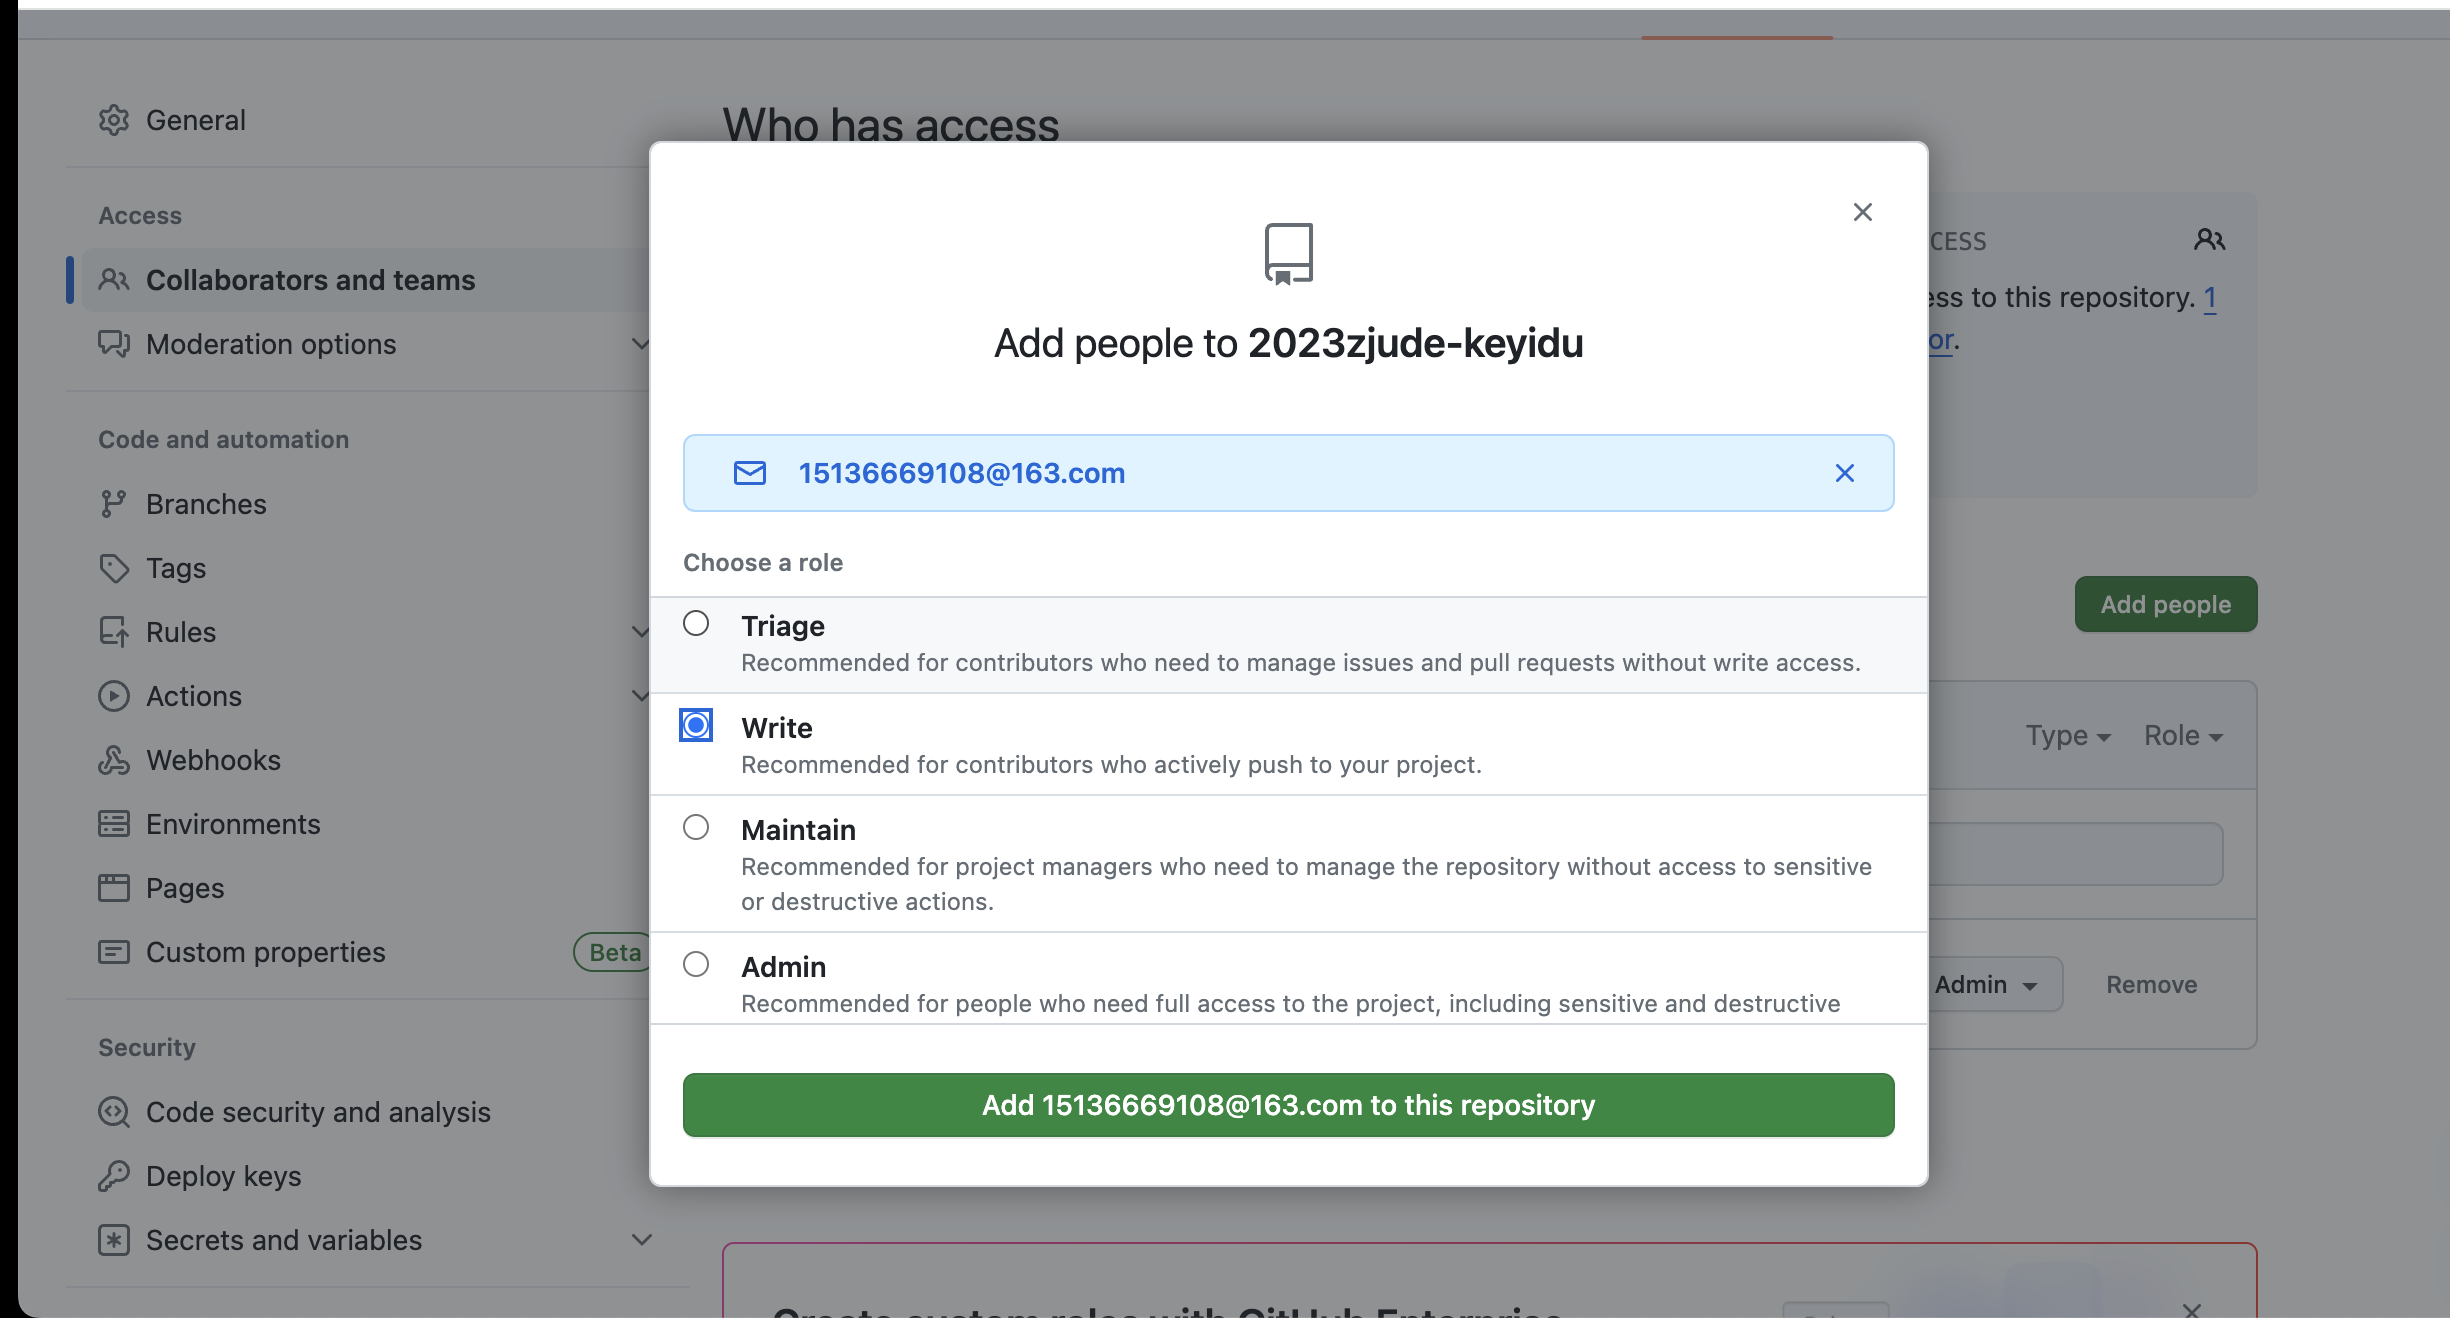 General
Access
Collaborators and teams
Moderation options
Code and automation
Branches
Tags
Rules
Actions
Webhooks
Environments
Pages
Custom properties
Beta
Security
Code security and analysis
Deploy keys
Secrets and variables
Who has access
Add people to 2023zjude-keyidu
15136669108@163.com
Choose a role
Triage
Recommended for contributors who need to manage issues and pull requests without write access.
Write
Recommended for contributors who actively push to your project.
Maintain
Recommended for project managers who need to manage the repository without access to sensitive
or destructive actions.
Admin
Recommended for people who need full access to the project, including sensitive and destructive
Add 15136669108@163.com to this repository
CESS
ess to this repository. 1
or.
Add people
Type
Role
Admin
Remove
Create custom roles with GitHub Enterprise